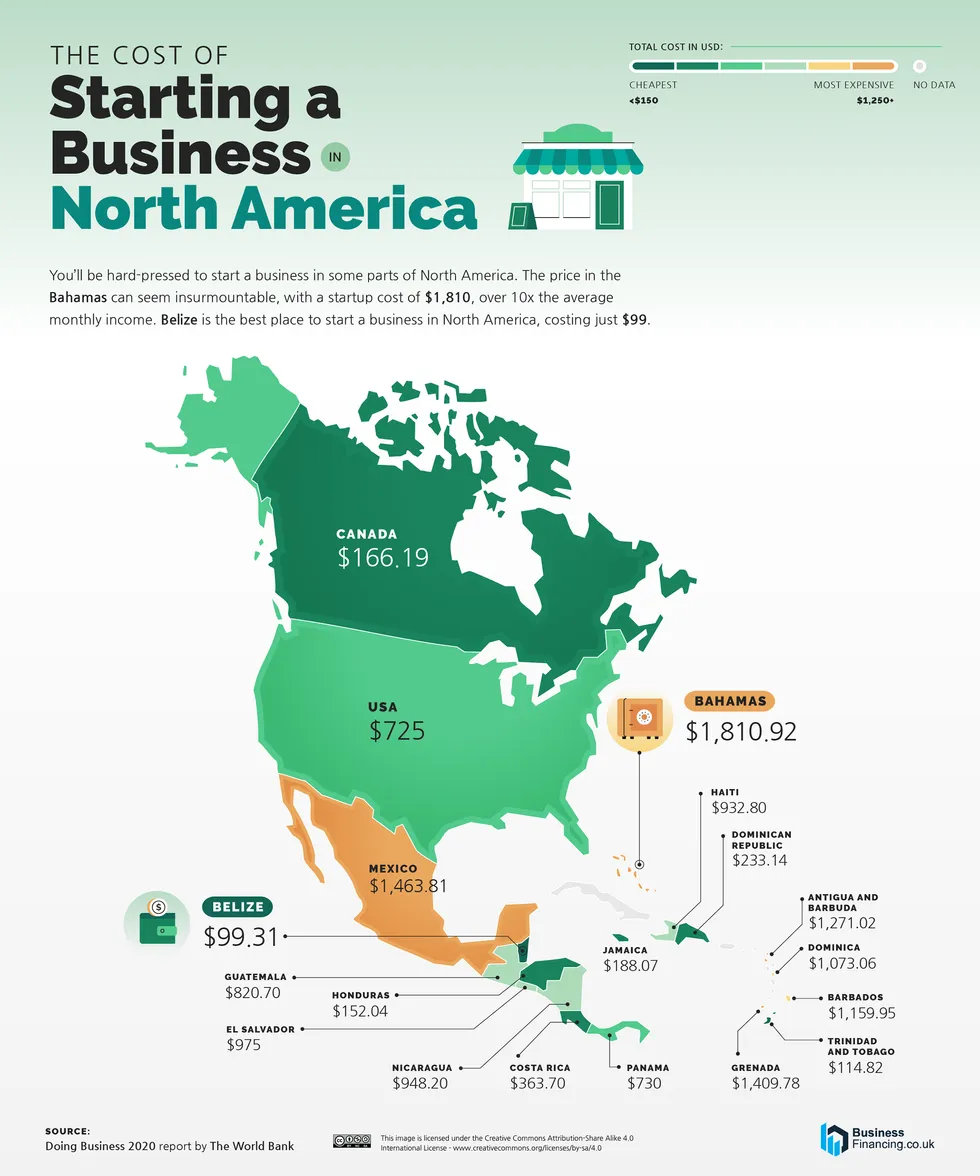 THE COST OF
Starting a
Business IN
North America
TOTAL COST IN USD:
CHEAPEST
<$150
MOST EXPENSIVE
$1,250+
NO DATA
You'll be hard-pressed to start a business in some parts of North America. The price in the
Bahamas can seem insurmountable, with a startup cost of $1,810, over 10x the average
monthly income. Belize is the best place to start a business in North America, costing just $99.
CANADA
$166.19
USA
$725
BAHAMAS
$1,810.92
HAITI
$932.80
DOMINICAN
REPUBLIC
$233.14
MEXICO
$1,463.81
BELIZE
$99.31
ANTIGUA AND
BARBUDA
$1,271.02
JAMAICA
$188.07
DOMINICA
$1,073.06
GUATEMALA
$820.70
HONDURAS
$152.04
BARBADOS
$1,159.95
EL SALVADOR
$975
TRINIDAD
AND TOBAGO
$114.82
NICARAGUA
$948.20
COSTA RICA
$363.70
PANAMA
$730
GRENADA
$1,409.78
SOURCE:
Doing Business 2020 report by The World Bank
This image is licensed under the Creative Commons Attribution-Share Alike 4.0
International License - www.creativecommons.org/licenses/by-sa/4.0
Business
Financing.co.uk